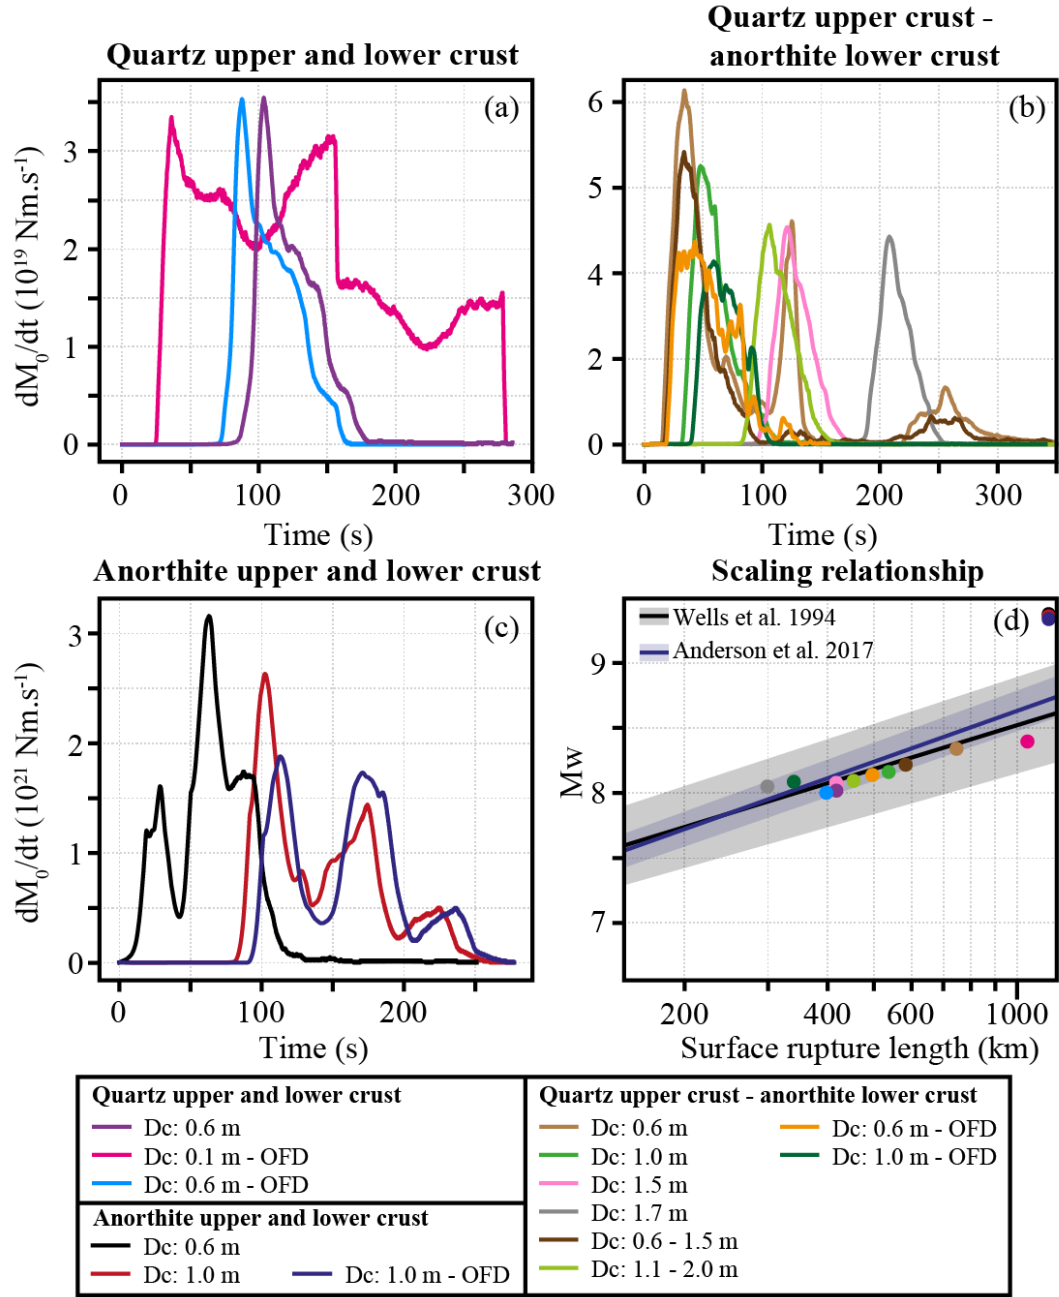 Quartz upper and lower crust
(a)
dM₀/dt (10¹⁹ Nm.s⁻¹)
3
2
1
0
0 100 200 300
Time (s)
Quartz upper crust -
anorthite lower crust
(b)
6
5
4
2
0
0 100 200 300
Time (s)
Anorthite upper and lower crust
(c)
dM₀/dt (10²¹ Nm.s⁻¹)
3
2
1
0
0 100 200
Time (s)
Scaling relationship
(d)
Wells et al. 1994
Anderson et al. 2017
Mw
9
8
7
200 400 600 1000
Surface rupture length (km)
Quartz upper and lower crust
Dc: 0.6 m
Dc: 0.1 m - OFD
Dc: 0.6 m - OFD
Anorthite upper and lower crust
Dc: 0.6 m
Dc: 1.0 m
Dc: 1.0 m - OFD
Quartz upper crust - anorthite lower crust
Dc: 0.6 m
Dc: 1.0 m
Dc: 1.5 m
Dc: 1.7 m
Dc: 0.6 - 1.5 m
Dc: 1.1 - 2.0 m
Dc: 0.6 m - OFD
Dc: 1.0 m - OFD